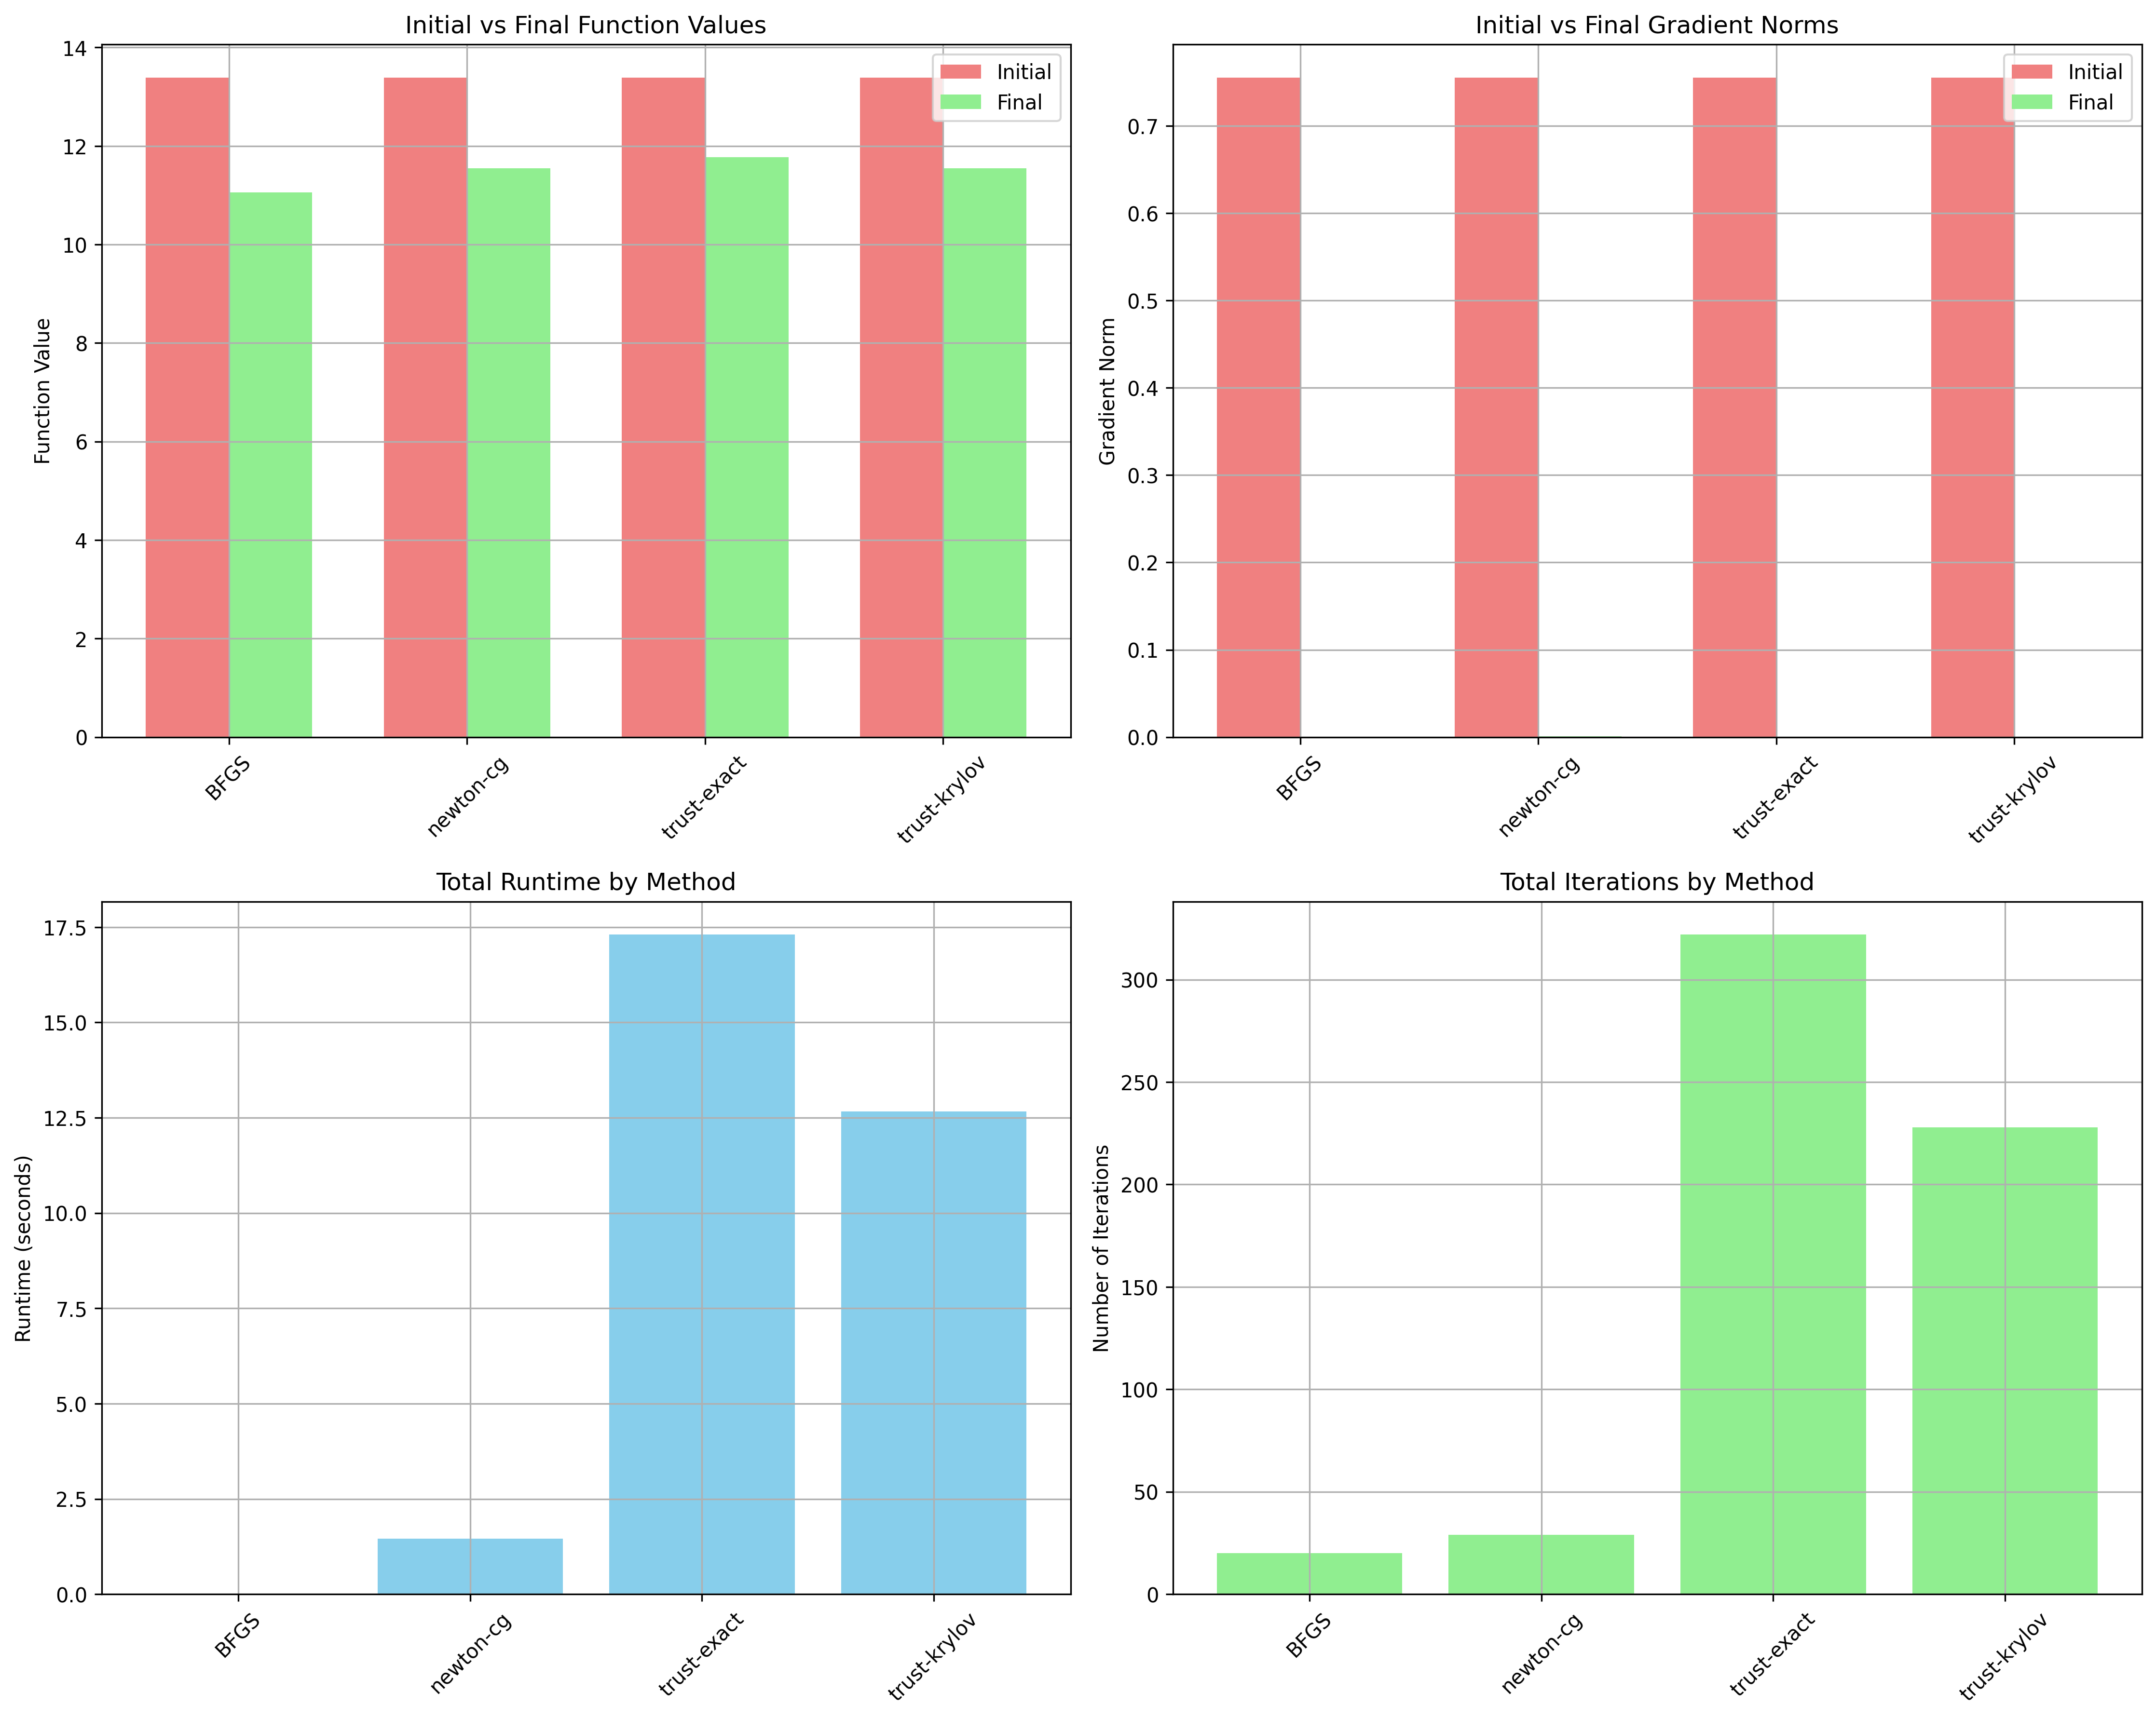 Initial vs Final Function Values
Function Value
14
12
10
8
6
4
2
0
Initial
Final
BFGS
newton-cg
trust-exact
trust-krylov
Initial vs Final Gradient Norms
Gradient Norm
0.7
0.6
0.5
0.4
0.3
0.2
0.1
0.0
Initial
Final
BFGS
newton-cg
trust-exact
trust-krylov
Total Runtime by Method
Runtime (seconds)
17.5
15.0
12.5
10.0
7.5
5.0
2.5
0.0
BFGS
newton-cg
trust-exact
trust-krylov
Total Iterations by Method
Number of Iterations
300
250
200
150
100
50
0
BFGS
newton-cg
trust-exact
trust-krylov